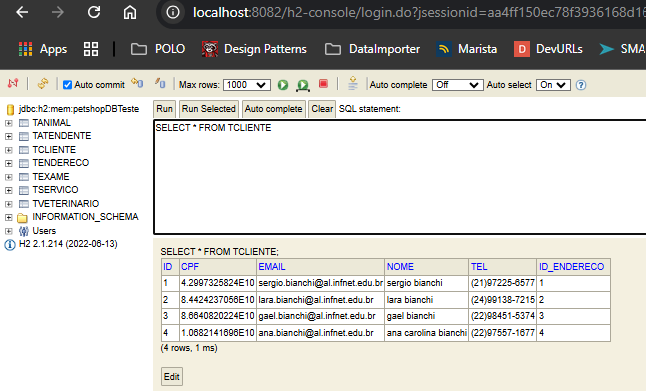 localhost:8082/h2-console/login.do?jsessionid=aa4ff150ec78f3936168d16
Apps POLO Design Patterns DataImporter Marista DevURLs SMA
Auto commit Max rows: 1000 Auto complete Off Auto select On
jdbc:h2:mem:petshopDBTeste
TANIMAL
TATENDENTE
TCLIENTE
TENDERECO
TEXAME
TSERVICO
TVETERINARIO
INFORMATION_SCHEMA
Users
H2 2.1.214 (2022-06-13)
Run Run Selected Auto complete Clear SQL statement:
SELECT * FROM TCLIENTE
SELECT * FROM TCLIENTE;
ID CPF EMAIL NOME TEL ID_ENDERECO
1 4.2997325824E10 sergio.bianchi@al.infnet.edu.br sergio bianchi (21)97225-6577 1
2 8.4424237056E10 lara.bianchi@al.infnet.edu.br lara bianchi (24)99138-7215 2
3 8.6640820224E10 gael.bianchi@al.infnet.edu.br gael bianchi (22)98451-5374 3
4 1.0682141696E10 ana.bianchi@al.infnet.edu.br ana carolina bianchi (22)97557-1677 4
(4 rows, 1 ms)
Edit